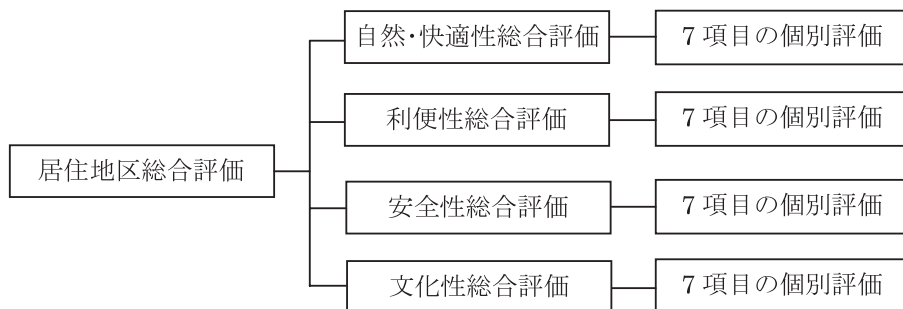 自然・快適性総合評価
7 項目の個別評価
利便性総合評価
7 項目の個別評価
居住地区総合評価
安全性総合評価
7 項目の個別評価
文化性総合評価
7 項目の個別評価